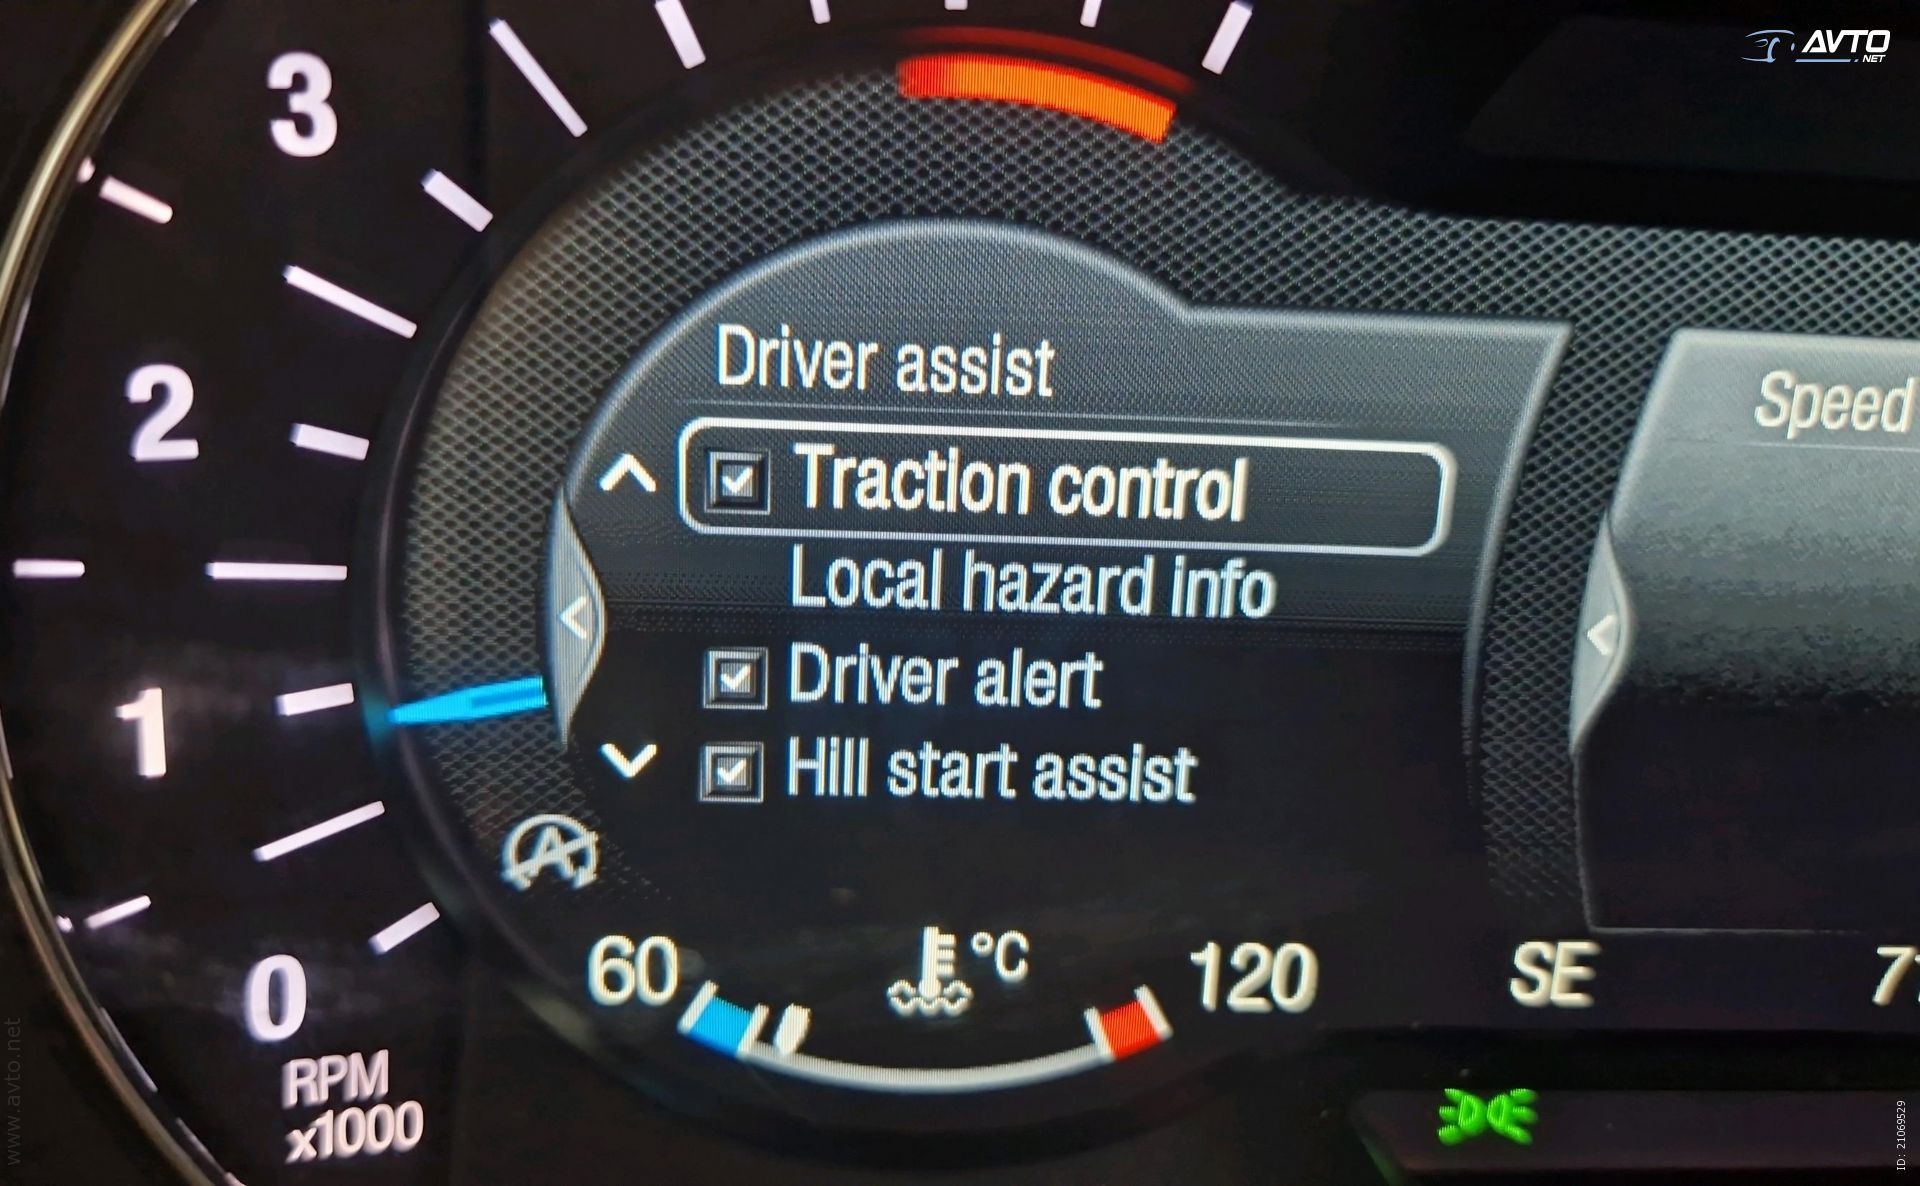 AVTO
.NET
3
2
1
0
RPM
x1000
Driver assist
Traction control
Local hazard info
Driver alert
Hill start assist
A
60
°C
120
Speed
SE
www.avto.net
ID: 21069529